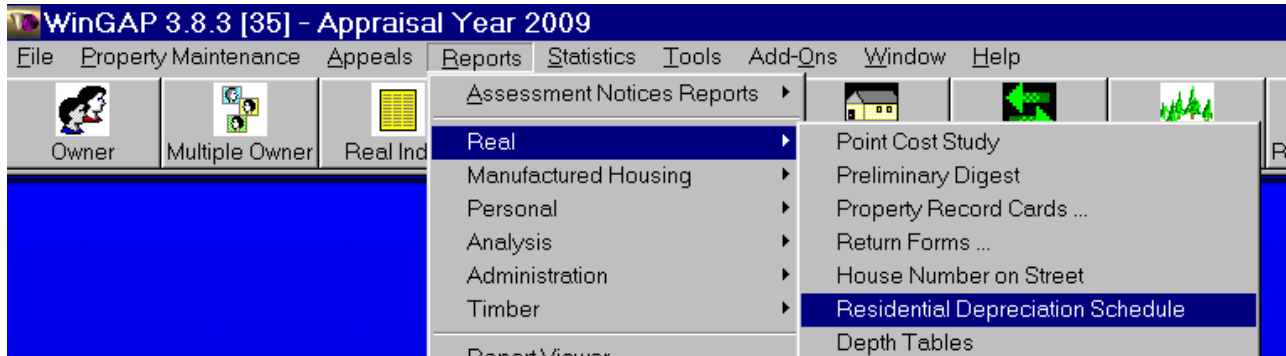 WinGAP 3.8.3 [35] - Appraisal Year 2009
File Property Maintenance Appeals Reports Statistics Tools Add-Ons Window Help
Owner
Multiple Owner
Real Ind
Assessment Notices Reports
Real
Manufactured Housing
Personal
Analysis
Administration
Timber
Report Viewer
Point Cost Study
Preliminary Digest
Property Record Cards ...
Return Forms ...
House Number on Street
Residential Depreciation Schedule
Depth Tables
R